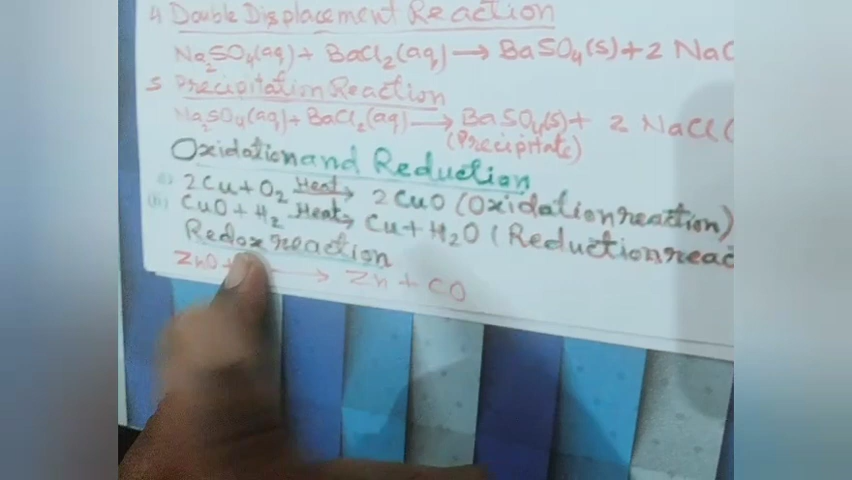 4 Double Displacement Reaction
Na2SO4(aq) + BaCl2(aq) → BaSO4(s) + 2 NaC
5 Precipitation Reaction
Na2SO4(aq) + BaCl2(aq) → BaSO4(s) + 2 NaCl(
(Precipitate)
Oxidation and Reduction
(i) 2Cu + O2 Heat → 2CuO (Oxidation reaction)
(ii) CuO + H2 Heat → Cu + H2O (Reduction reac
Redox reaction
ZnO + → Zn + CO